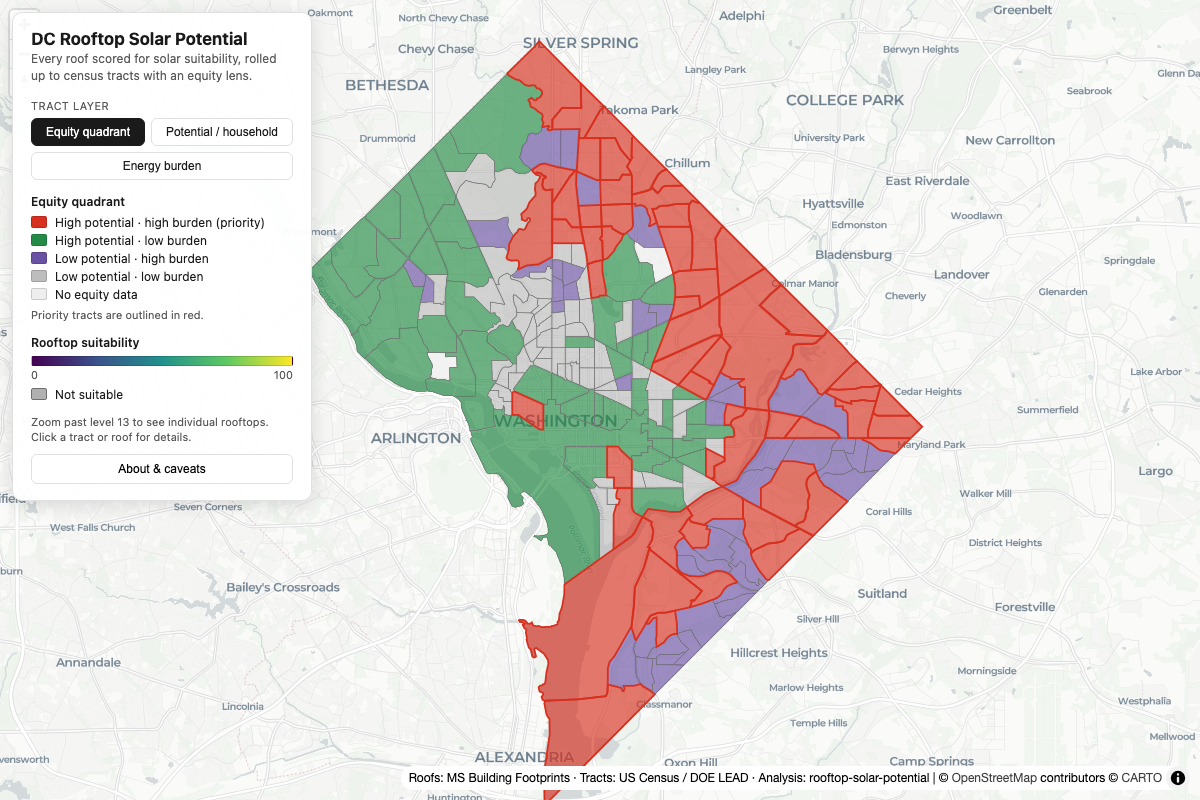 DC Rooftop Solar Potential
Every roof scored for solar suitability, rolled
up to census tracts with an equity lens.
TRACT LAYER
Equity quadrant
Potential / household
Energy burden
Equity quadrant
High potential · high burden (priority)
High potential · low burden
Low potential · high burden
Low potential · low burden
No equity data
Priority tracts are outlined in red.
Rooftop suitability
0
100
Not suitable
Zoom past level 13 to see individual rooftops.
Click a tract or roof for details.
About & caveats
Oakmont
North Chevy Chase
Adelphi
Greenbelt
Chevy Chase
SILVER SPRING
Berwyn Heights
BETHESDA
Langley Park
Glenn Da
Seabrook
COLLEGE PARK
Takoma Park
Drummond
University Park
New Carrollton
Chillum
East Riverdale
Hyattsville
Woodlawn
Edmonston
mont
Bladensburg
Springdale
Landover
Colmar Manor
Glenarden
Cheverly
Lake Arbor
Cedar Heights
Summerfield
WASHINGTON
ARLINGTON
Maryland Park
Largo
Walker Mill
Seven Corners
Coral Hills
West Falls Church
District Heights
burn
Bailey's Crossroads
Suitland
Forestville
Silver Hill
Annandale
Hillcrest Heights
Morningside
Marlow Heights
Lincolnia
Glassmanor
Westphalia
Temple Hills
Mellwood
vensworth
ALEXANDRIA
Oxon Hill
Camp Springs
Roofs: MS Building Footprints · Tracts: US Census / DOE LEAD · Analysis: rooftop-solar-potential | © OpenStreetMap contributors © CARTO
Huntington